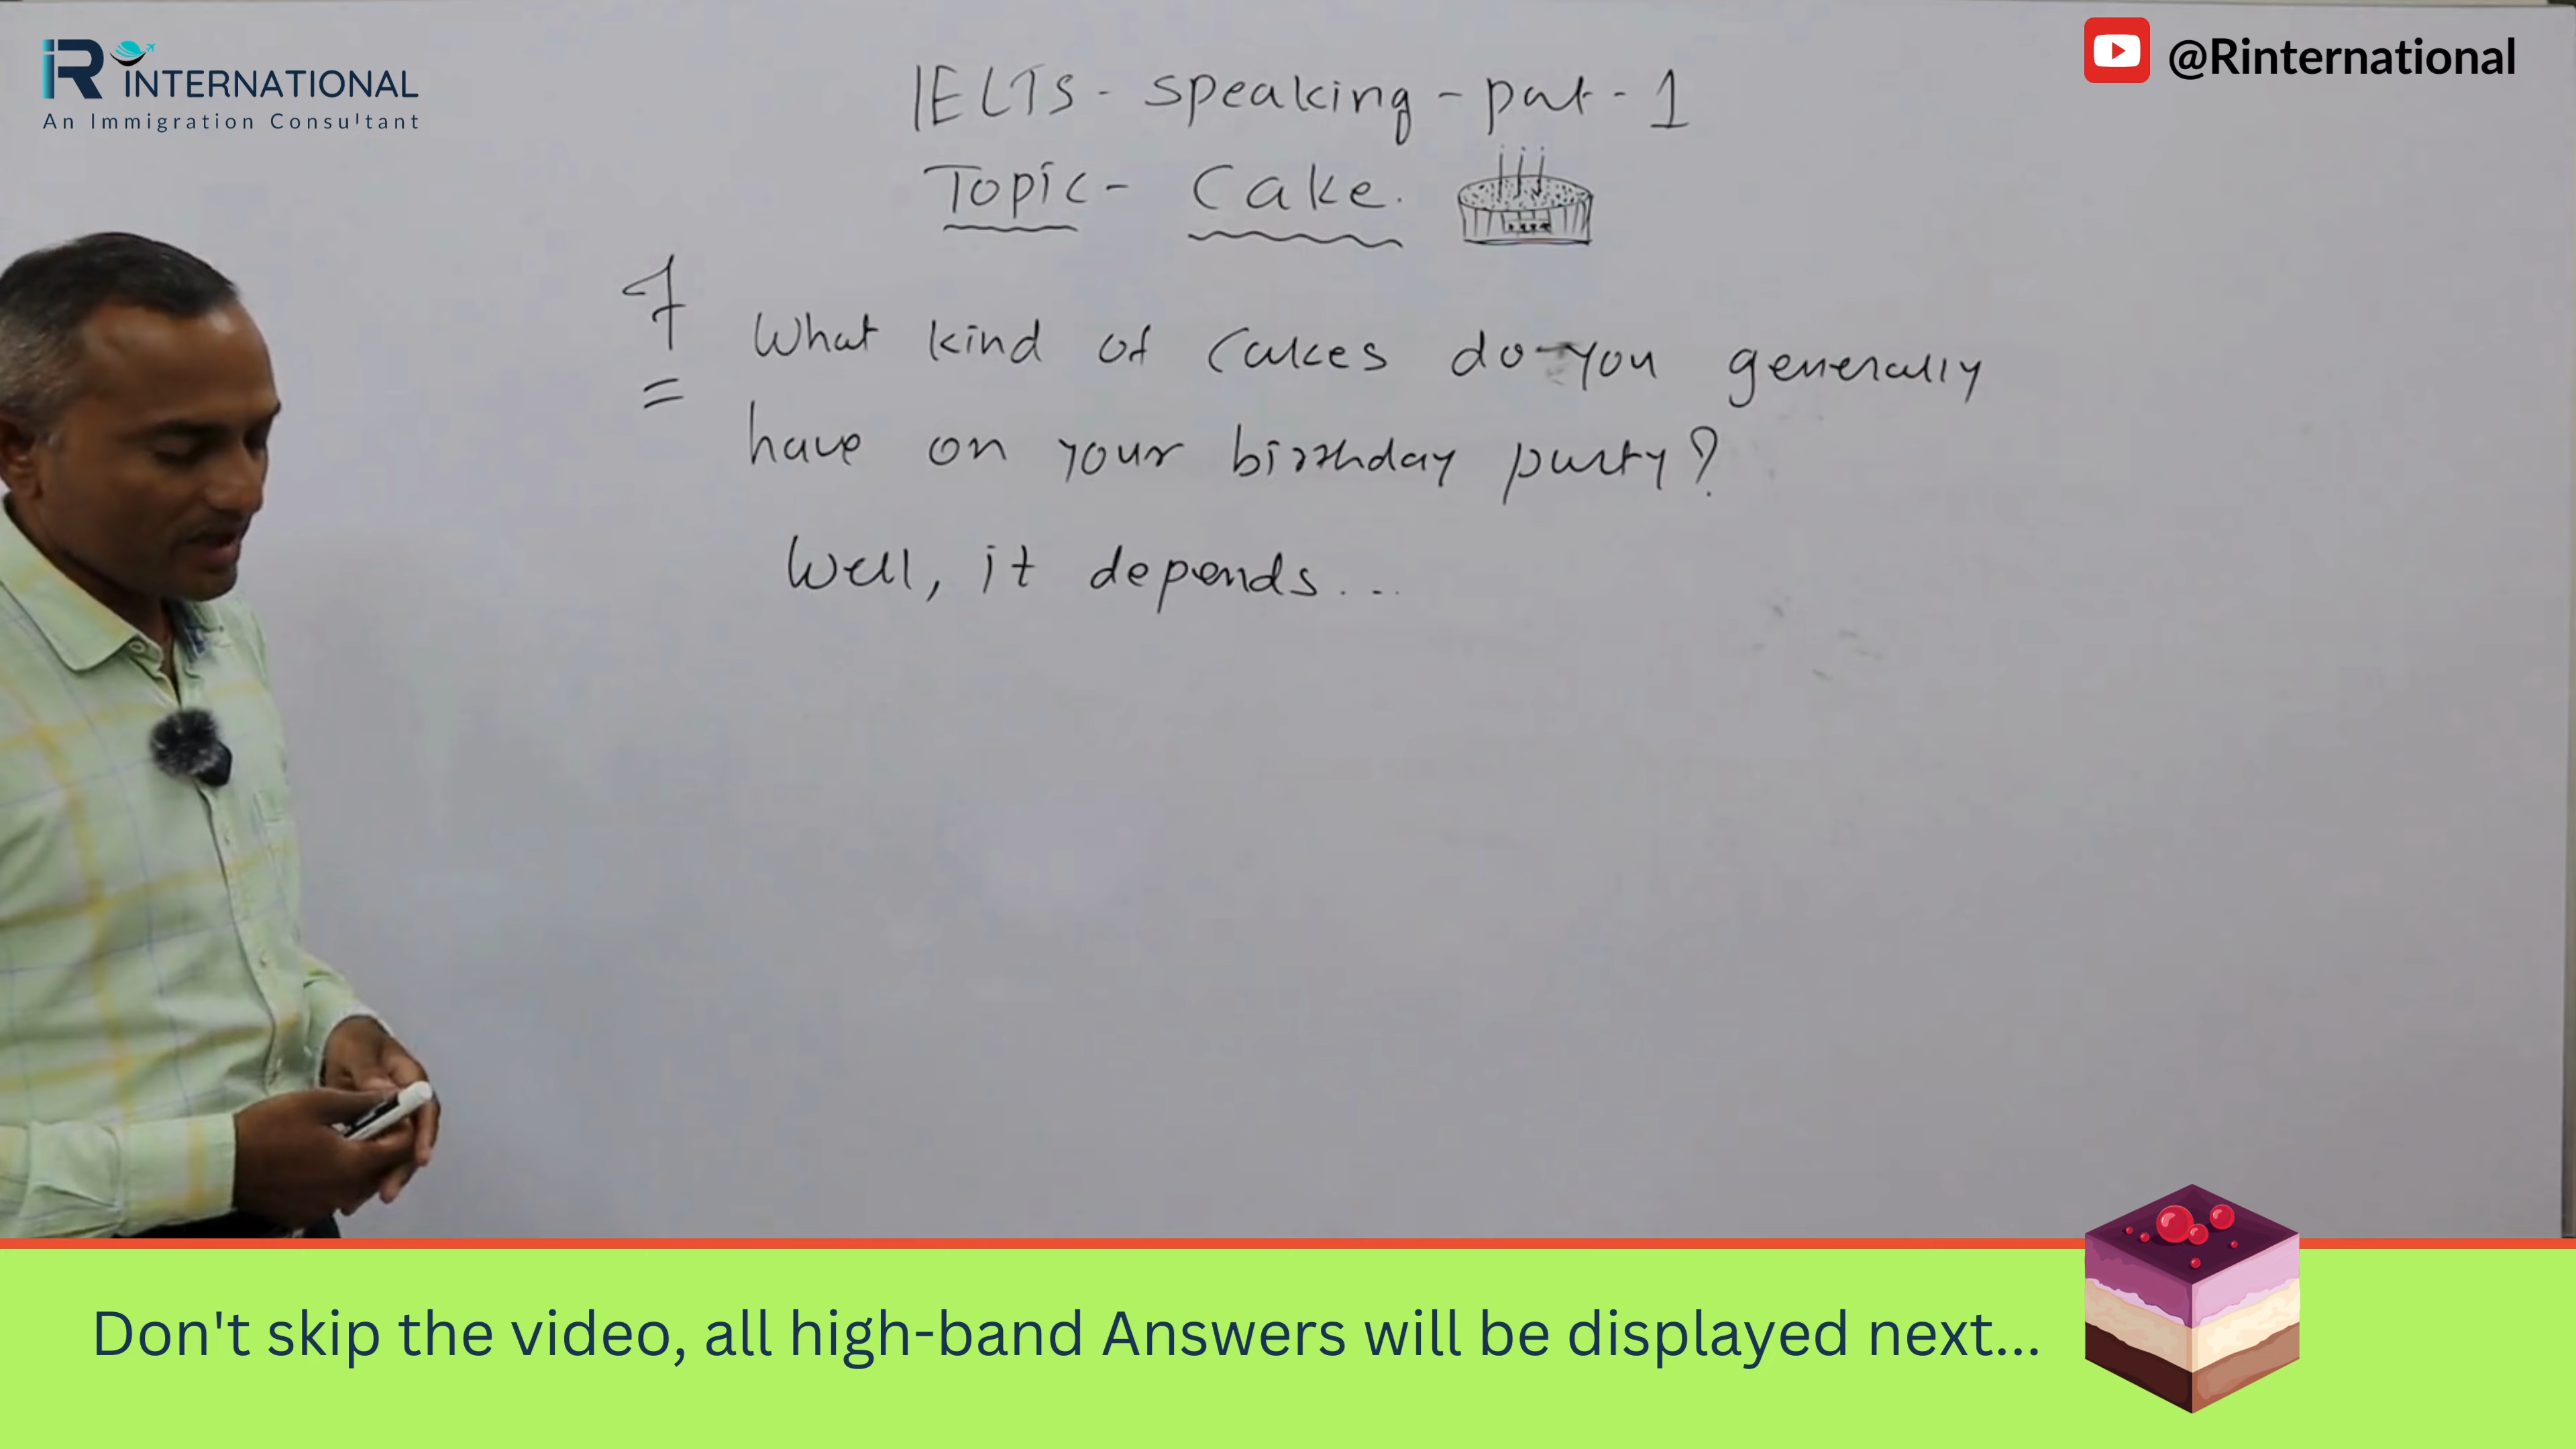 iR INTERNATIONAL
An Immigration Consultant
@Rinternational
IELTS - speaking - part - 1
Topic - Cake.
7
What kind of cakes do you generally
have on your birthday party?
Well, it depends...
Don't skip the video, all high-band Answers will be displayed next...